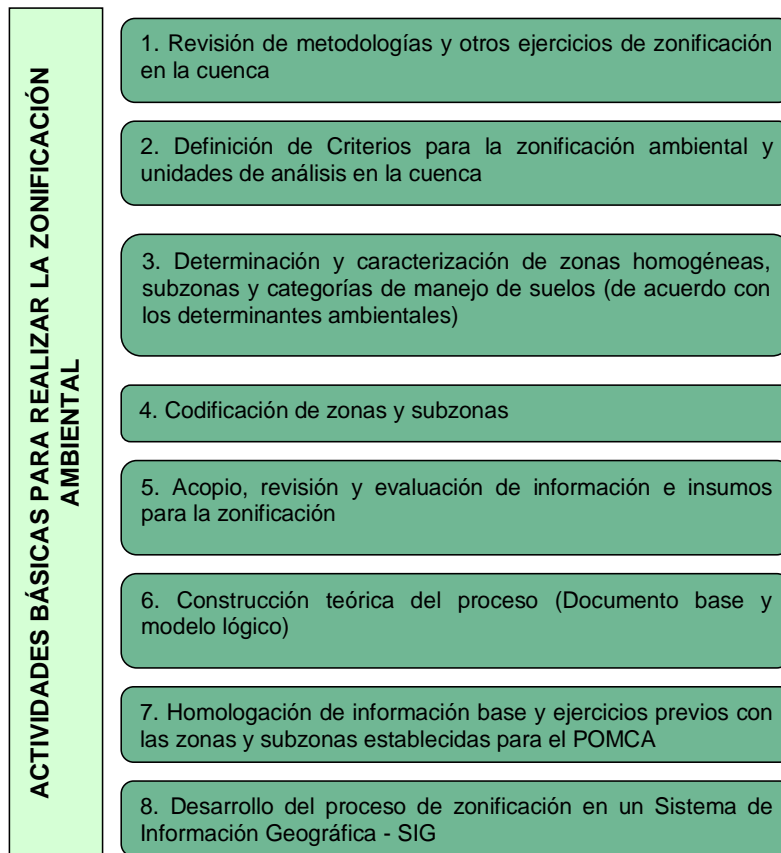 ACTIVIDADES BÁSICAS PARA REALIZAR LA ZONIFICACIÓN
AMBIENTAL
1. Revisión de metodologías y otros ejercicios de zonificación
en la cuenca
2. Definición de Criterios para la zonificación ambiental y
unidades de análisis en la cuenca
3. Determinación y caracterización de zonas homogéneas,
subzonas y categorías de manejo de suelos (de acuerdo con
los determinantes ambientales)
4. Codificación de zonas y subzonas
5. Acopio, revisión y evaluación de información e insumos
para la zonificación
6. Construcción teórica del proceso (Documento base y
modelo lógico)
7. Homologación de información base y ejercicios previos con
las zonas y subzonas establecidas para el POMCA
8. Desarrollo del proceso de zonificación en un Sistema de
Información Geográfica - SIG